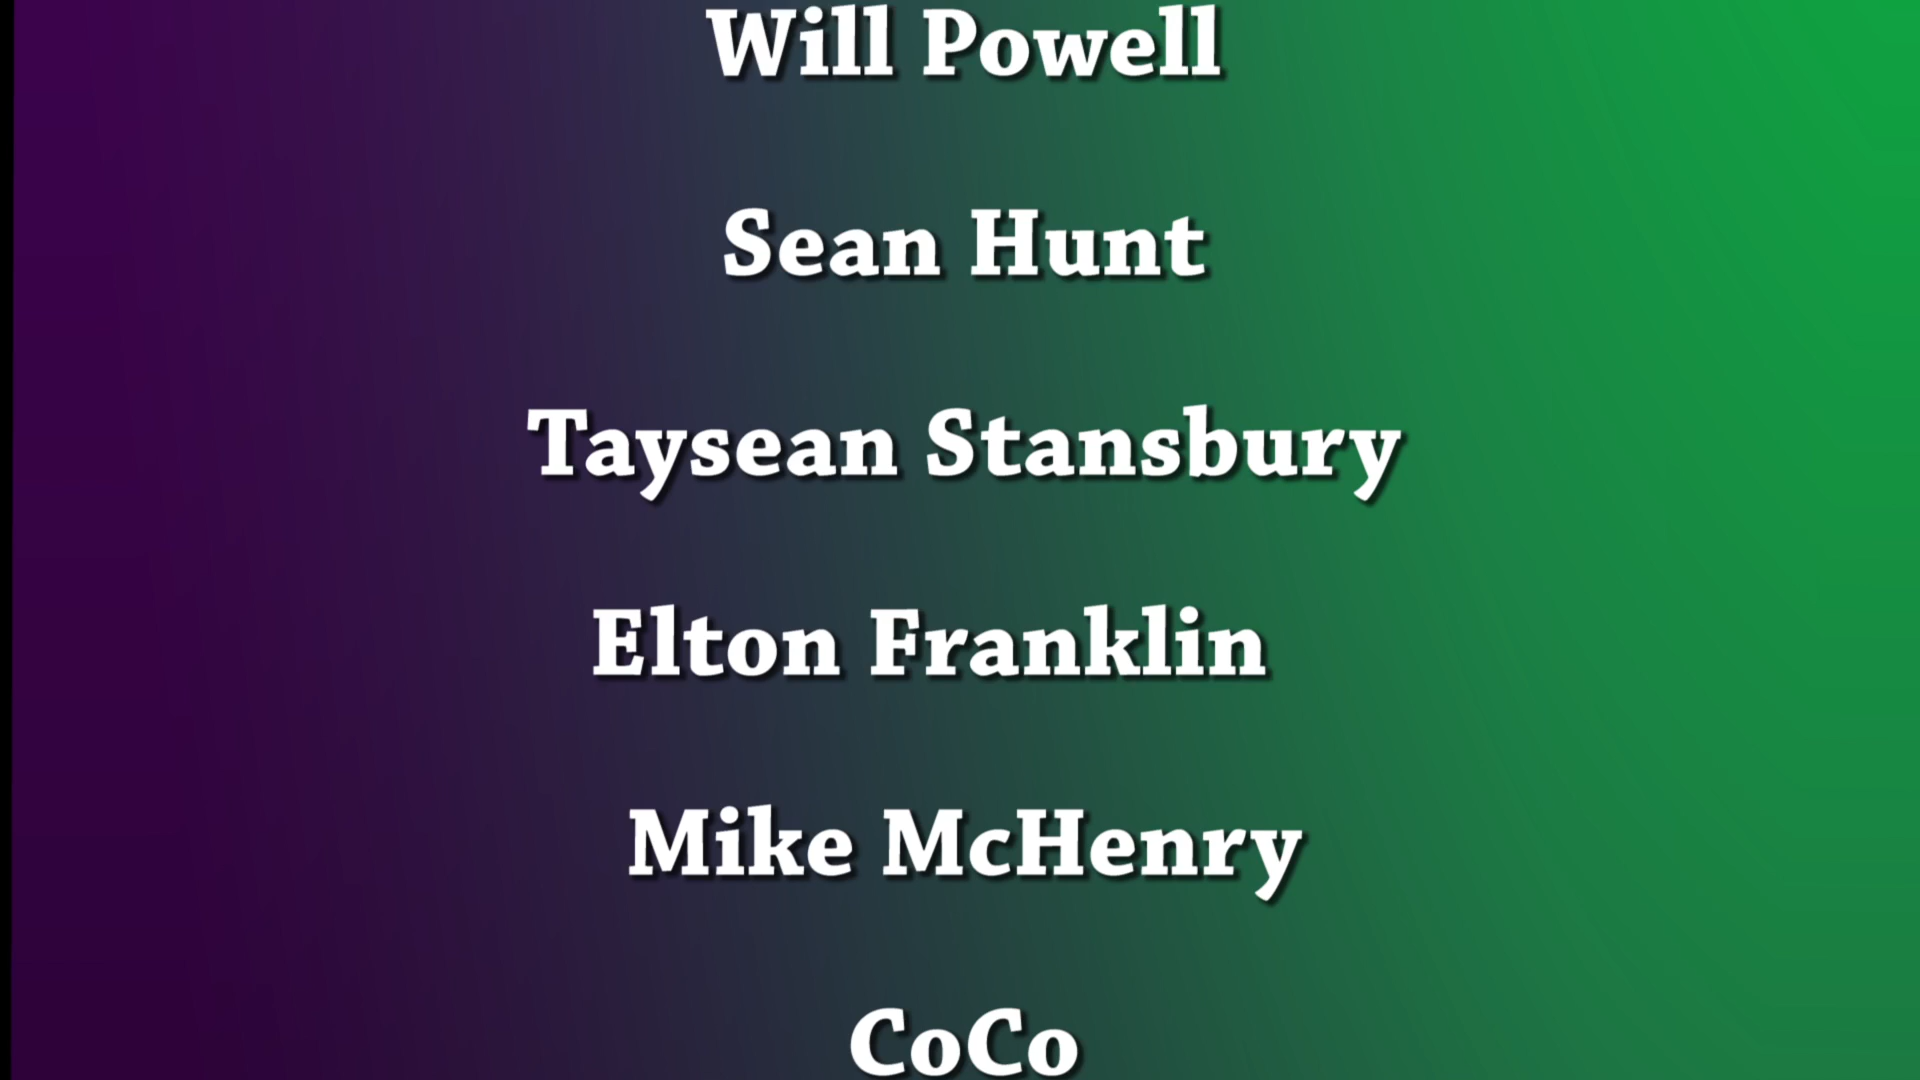 Will Powell
Sean Hunt
Taysean Stansbury
Elton Franklin
Mike McHenry
CoCo